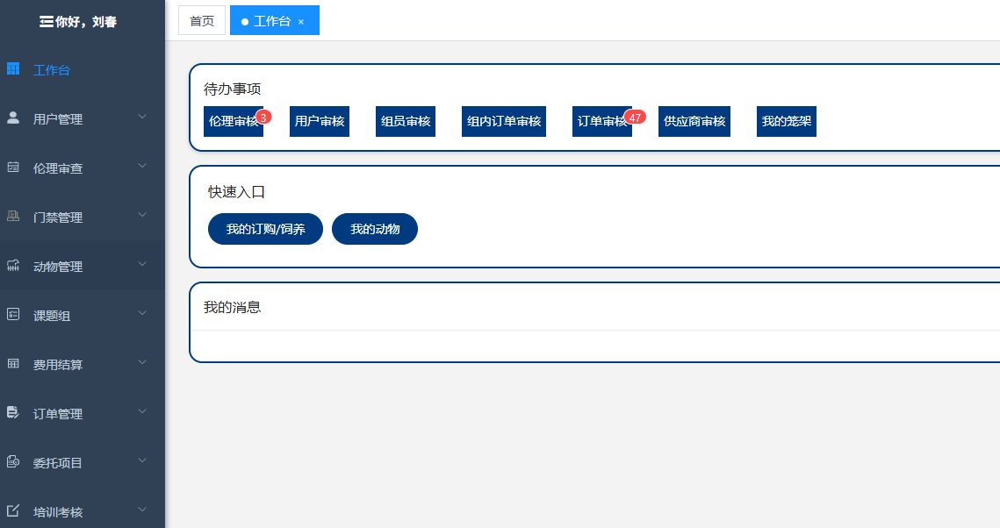 你好，刘春
工作台
用户管理
伦理审查
门禁管理
动物管理
课题组
费用结算
订单管理
委托项目
培训考核
首页 工作台 ×
待办事项
伦理审核 3 用户审核 组员审核 组内订单审核 订单审核 47 供应商审核 我的笼架
快速入口
我的订购/饲养 我的动物
我的消息